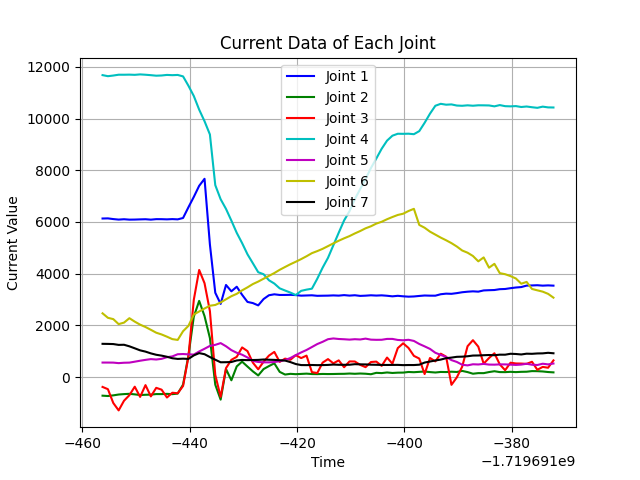 Current Data of Each Joint
12000
10000
8000
6000
4000
2000
0
Current Value
Joint 1
Joint 2
Joint 3
Joint 4
Joint 5
Joint 6
Joint 7
−460
−440
−420
−400
−380
Time
−1.719691e9